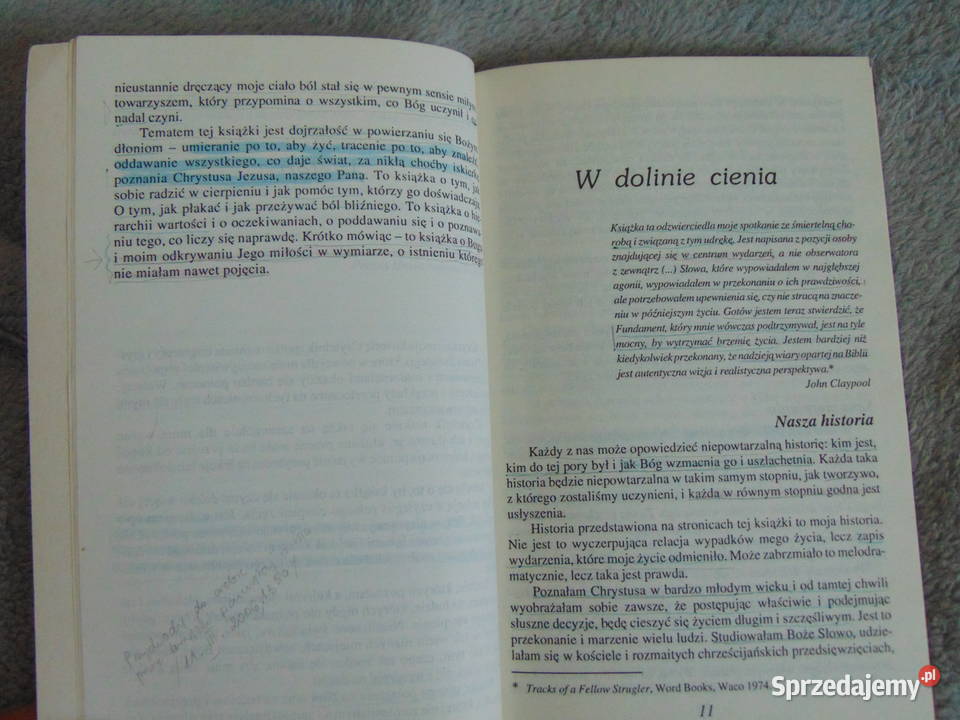 nieustannie dręczący moje ciało ból stał się w pewnym sensie miłym
towarzyszem, który przypomina o wszystkim, co Bóg uczynił i co
nadal czyni.
Tematem tej książki jest dojrzałość w powierzaniu się Bożym
dłoniom – umieranie po to, aby żyć, tracenie po to, aby znaleźć,
oddawanie wszystkiego, co daje świat, za nikłą choćby iskierkę
poznania Chrystusa Jezusa, naszego Pana. To książka o tym, jak
sobie radzić w cierpieniu i jak pomóc tym, którzy go doświadczają.
O tym, jak płakać i jak przeżywać ból bliźniego. To książka o hie-
rarchii wartości i o oczekiwaniach, o poddawaniu się i o poznawa-
niu tego, co liczy się naprawdę. Krótko mówiąc – to książka o Bogu
i moim odkrywaniu Jego miłości w wymiarze, o istnieniu którego
nie miałam nawet pojęcia.
W dolinie cienia
Książka ta odzwierciedla moje spotkanie ze śmiertelną cho-
robą i związaną z tym udrękę. Jest napisana z pozycji osoby
znajdującej się w centrum wydarzeń, a nie obserwatora
z zewnątrz (...) Słowa, które wypowiadałem w najgłębszej
agonii, wypowiadałem w przekonaniu o ich prawdziwości,
ale potrzebowałem upewnienia się, czy nie stracą na znacze-
niu w późniejszym życiu. Gotów jestem teraz stwierdzić, że
Fundament, który mnie wówczas podtrzymywał, jest na tyle
mocny, by wytrzymać brzemię życia. Jestem bardziej niż
kiedykolwiek przekonany, że nadzieją wiary opartej na Biblii
jest autentyczna wizja i realistyczna perspektywa.*
John Claypool
Nasza historia
Każdy z nas może opowiedzieć niepowtarzalną historię: kim jest,
kim do tej pory był i jak Bóg wzmacnia go i uszlachetnia. Każda taka
historia będzie niepowtarzalna w takim samym stopniu, jak tworzywo,
z którego zostaliśmy uczynieni, i każda w równym stopniu godna jest
usłyszenia.
Historia przedstawiona na stronicach tej książki to moja historia.
Nie jest to wyczerpująca relacja wypadków mego życia, lecz zapis
wydarzenia, które moje życie odmieniło. Może zabrzmiało to melodra-
matycznie, lecz taka jest prawda.
Poznałam Chrystusa w bardzo młodym wieku i od tamtej chwili
wyobrażałam sobie zawsze, że postępując właściwie i podejmując
słuszne decyzje, będę cieszyć się życiem długim i szczęśliwym. Jest to
przekonanie i marzenie wielu ludzi. Studiowałam Boże Słowo, udzie-
lałam się w kościele i rozmaitych chrześcijańskich przedsięwzięciach,
* Tracks of a Fellow Strugler, Word Books, Waco 1974.
11
Sprzedajemy.pl